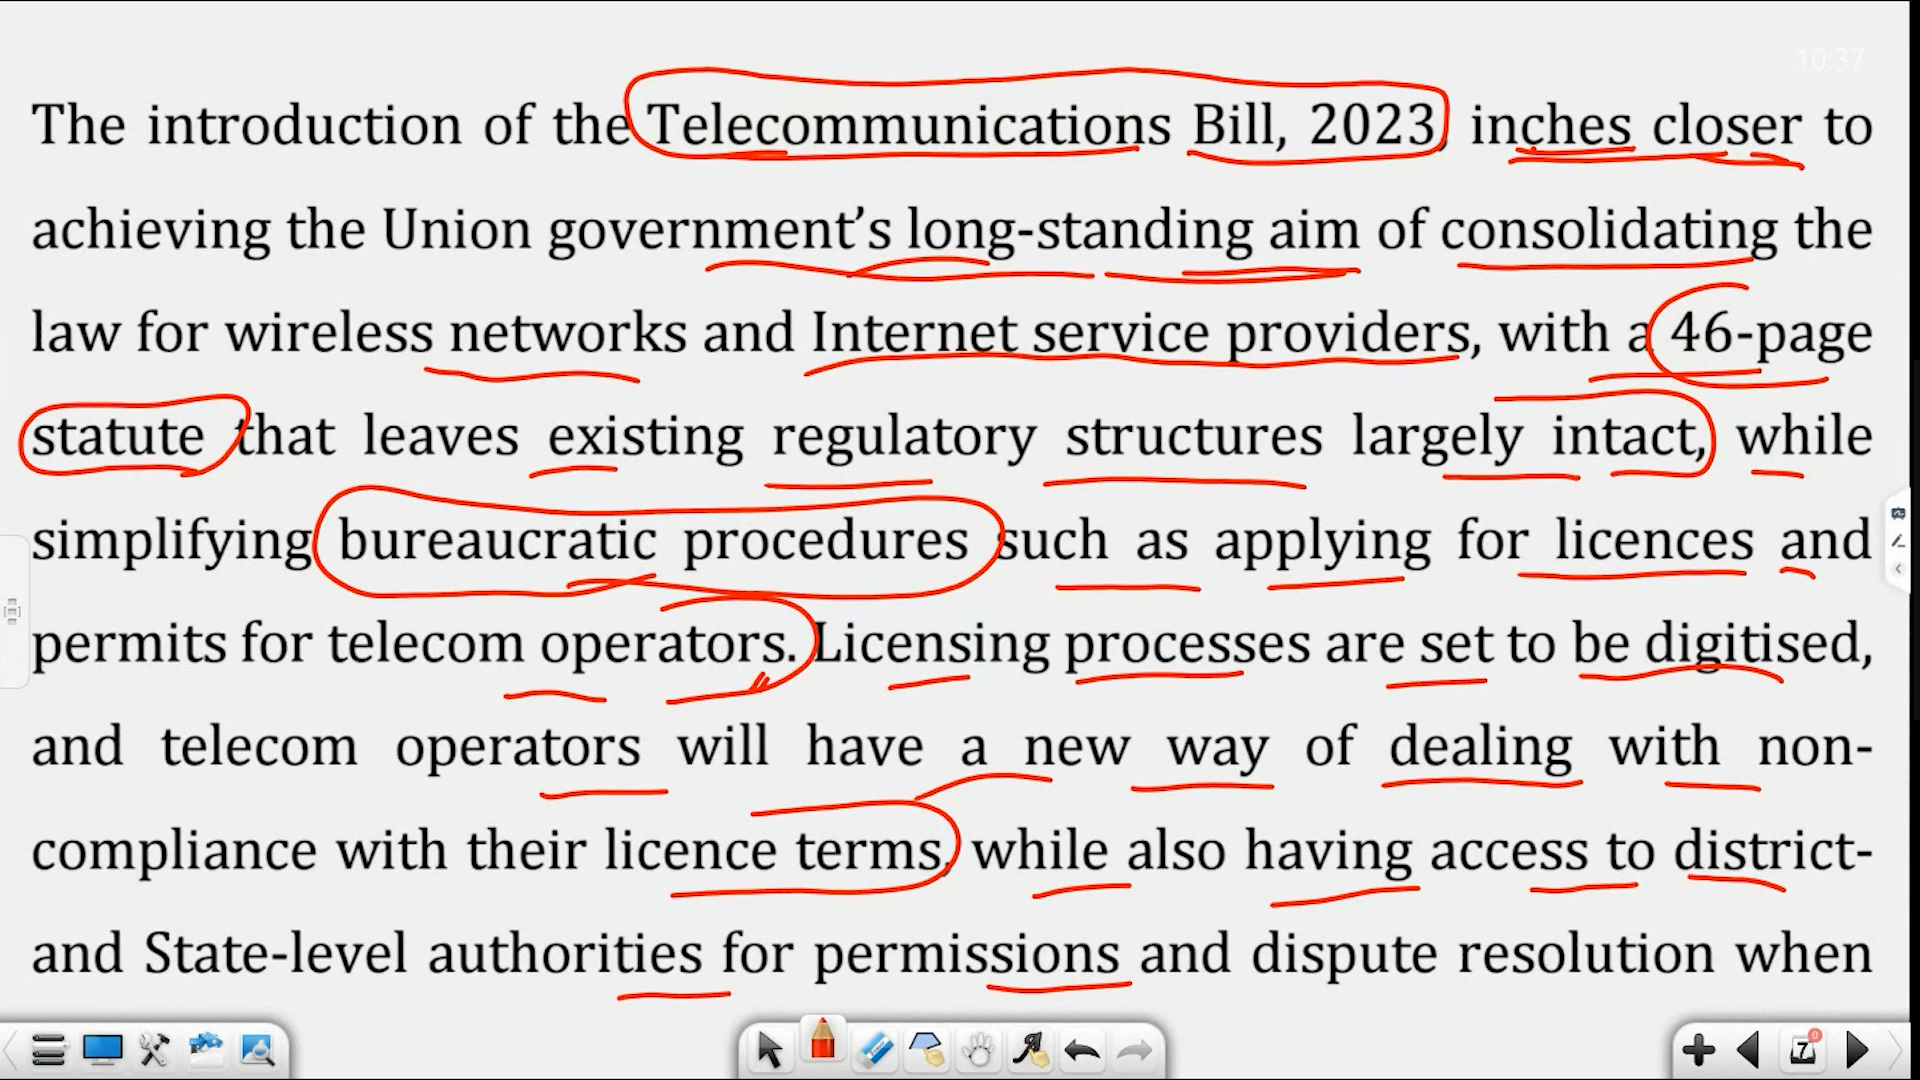 10:37
The introduction of the Telecommunications Bill, 2023, inches closer to
achieving the Union government’s long-standing aim of consolidating the
law for wireless networks and Internet service providers, with a 46-page
statute that leaves existing regulatory structures largely intact, while
simplifying bureaucratic procedures such as applying for licences and
permits for telecom operators. Licensing processes are set to be digitised,
and telecom operators will have a new way of dealing with non-
compliance with their licence terms, while also having access to district-
and State-level authorities for permissions and dispute resolution when
7
0